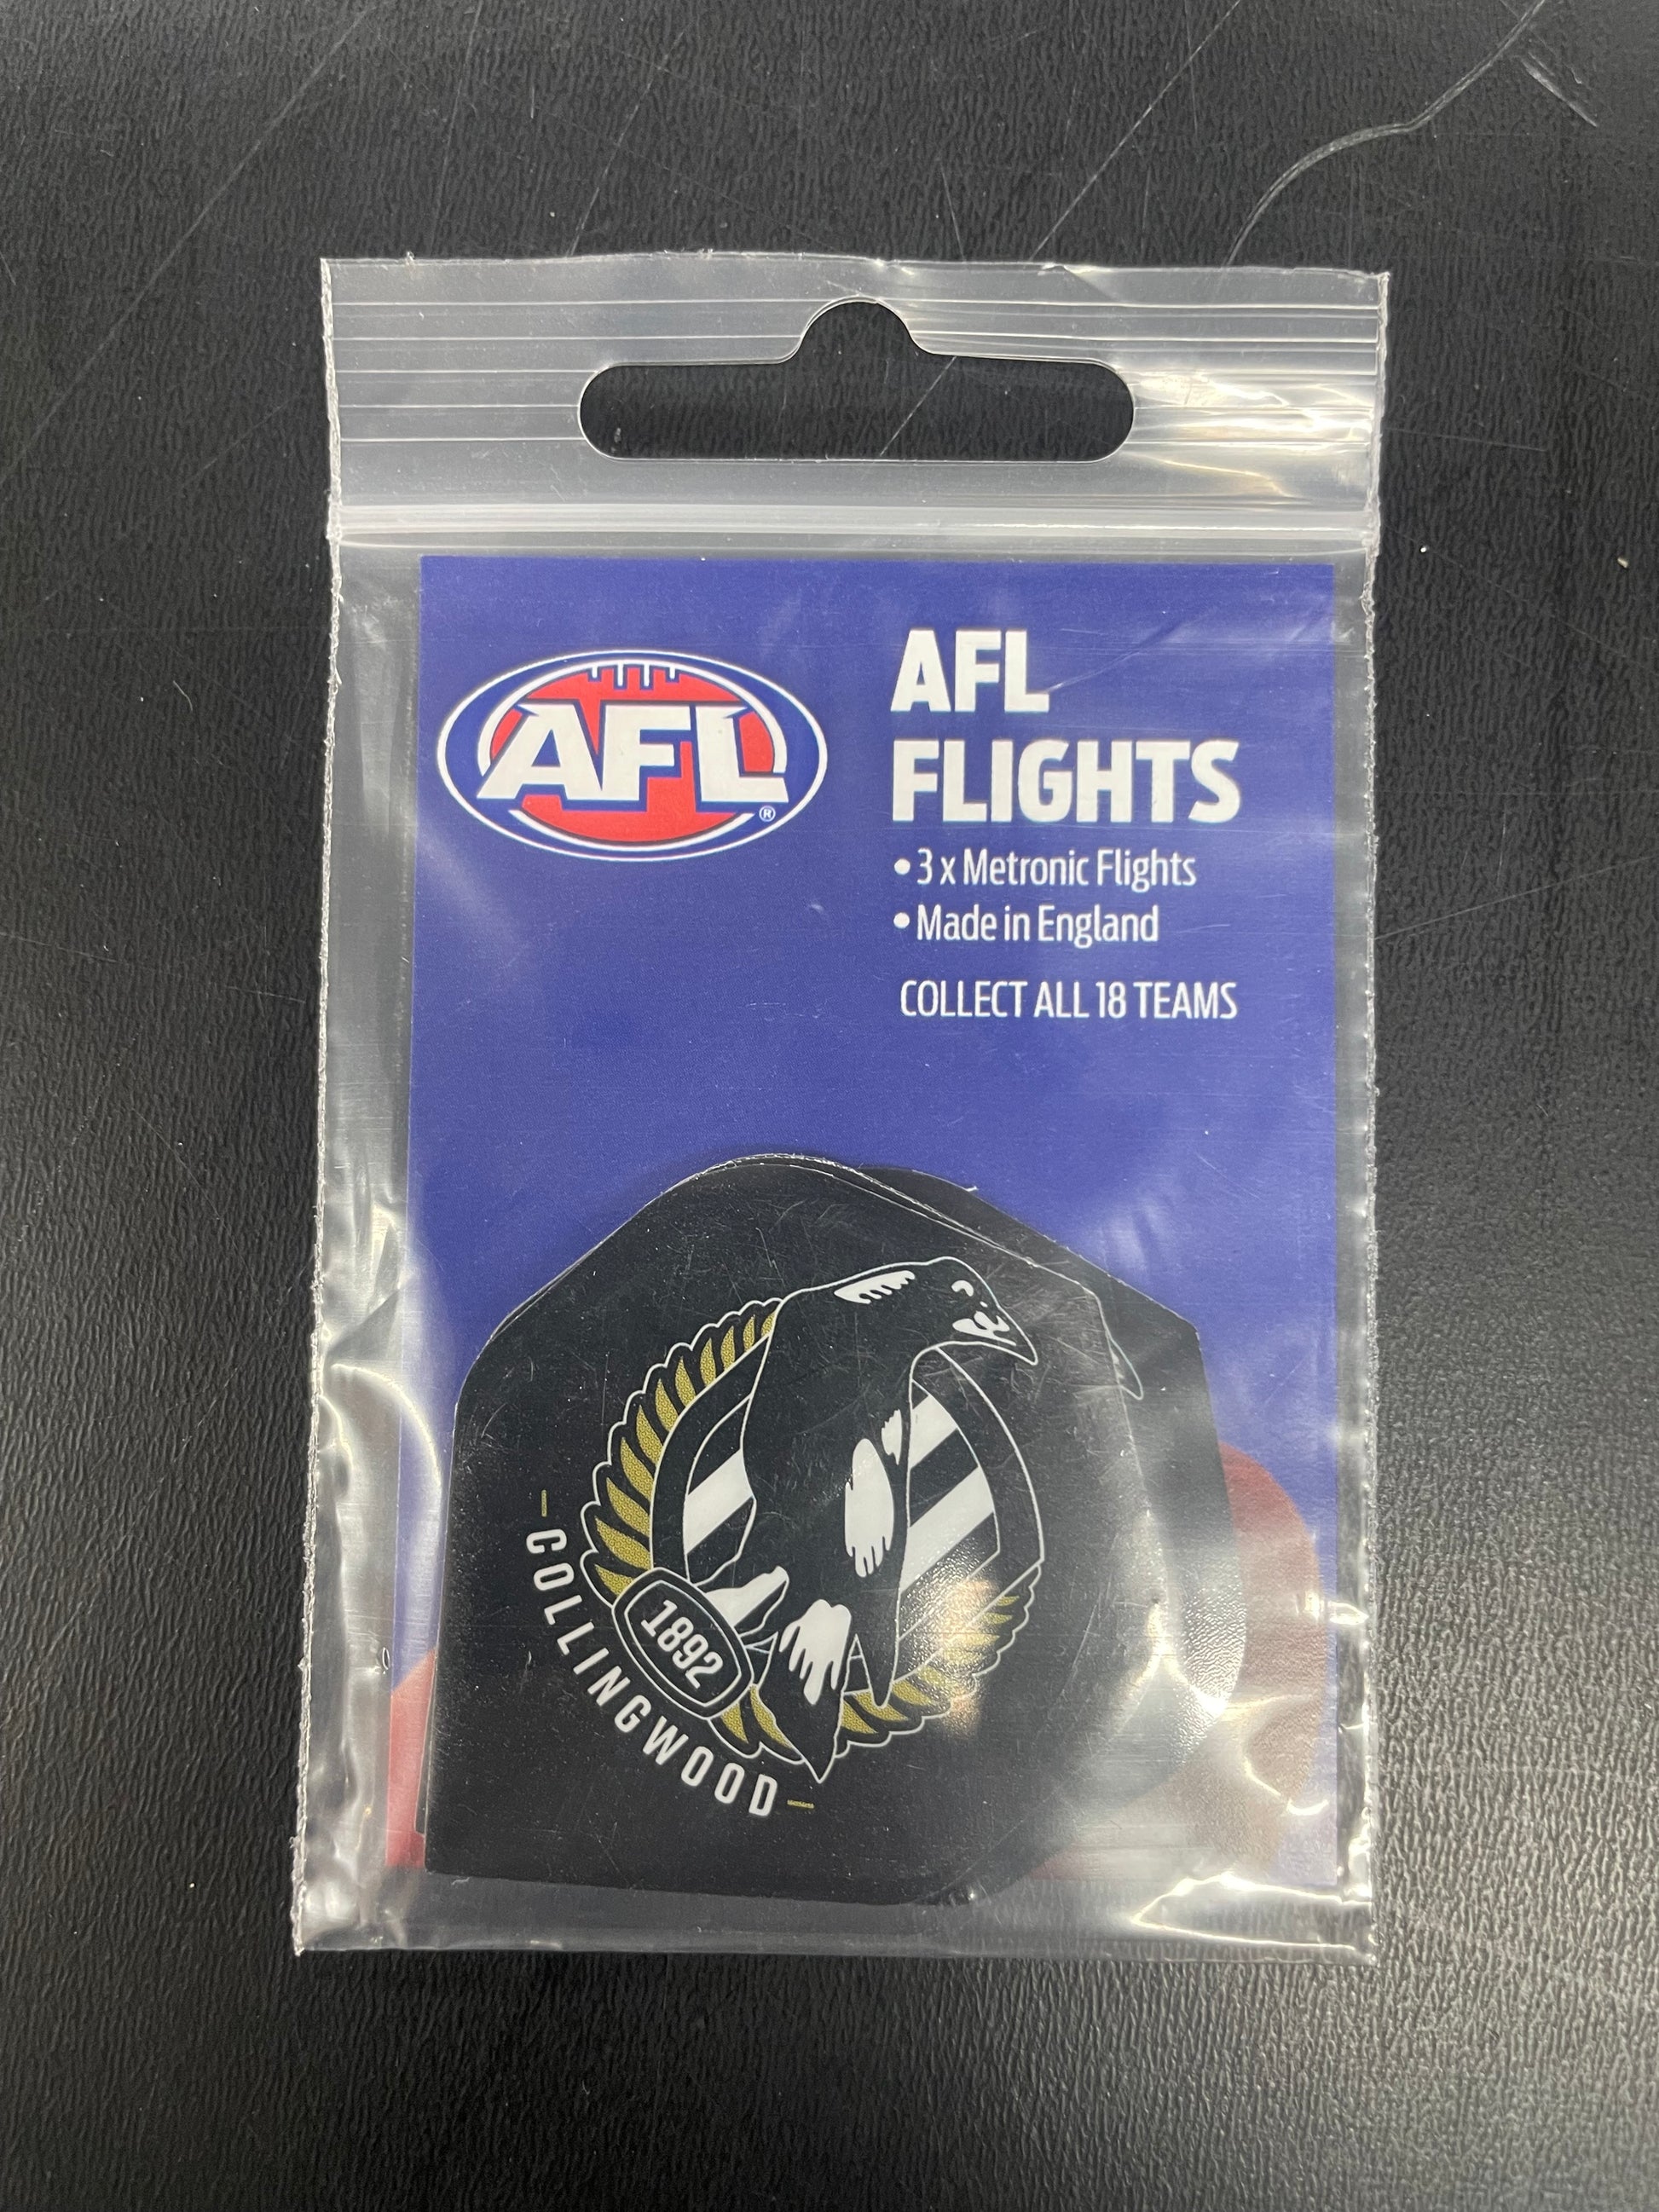 AFL
®
AFL
FLIGHTS
• 3 x Metronic Flights
• Made in England
COLLECT ALL 18 TEAMS
1892
COLLINGWOOD